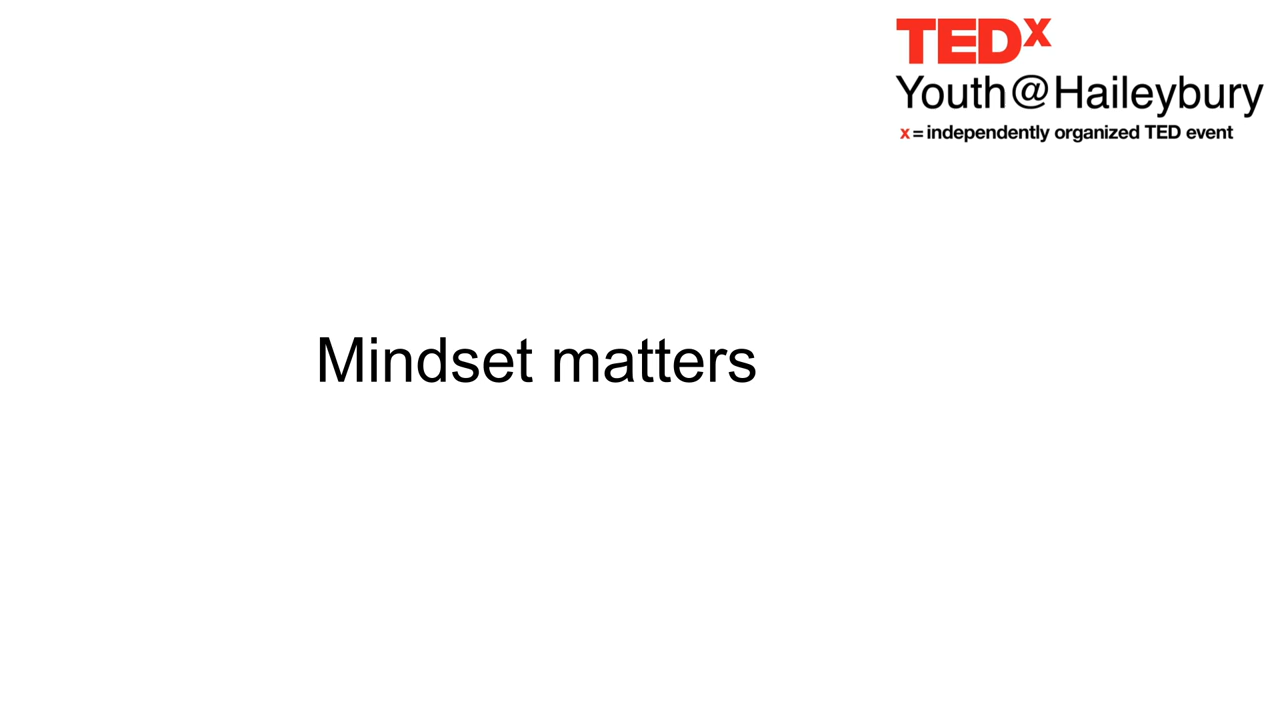 TEDx
Youth@Haileybury
x = independently organized TED event
Mindset matters